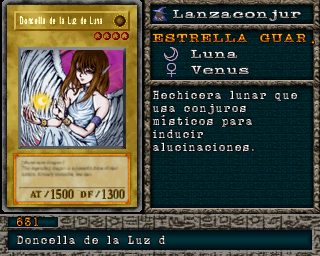 Doncella de la Luz de Luna
Lanzaconjur
ESTRELLA GUAR.
Luna
Venus
Hechicera lunar que
usa conjuros
místicos para
inducir
alucinaciones.
AT/1500 DF/1300
631
Doncella de la Luz d